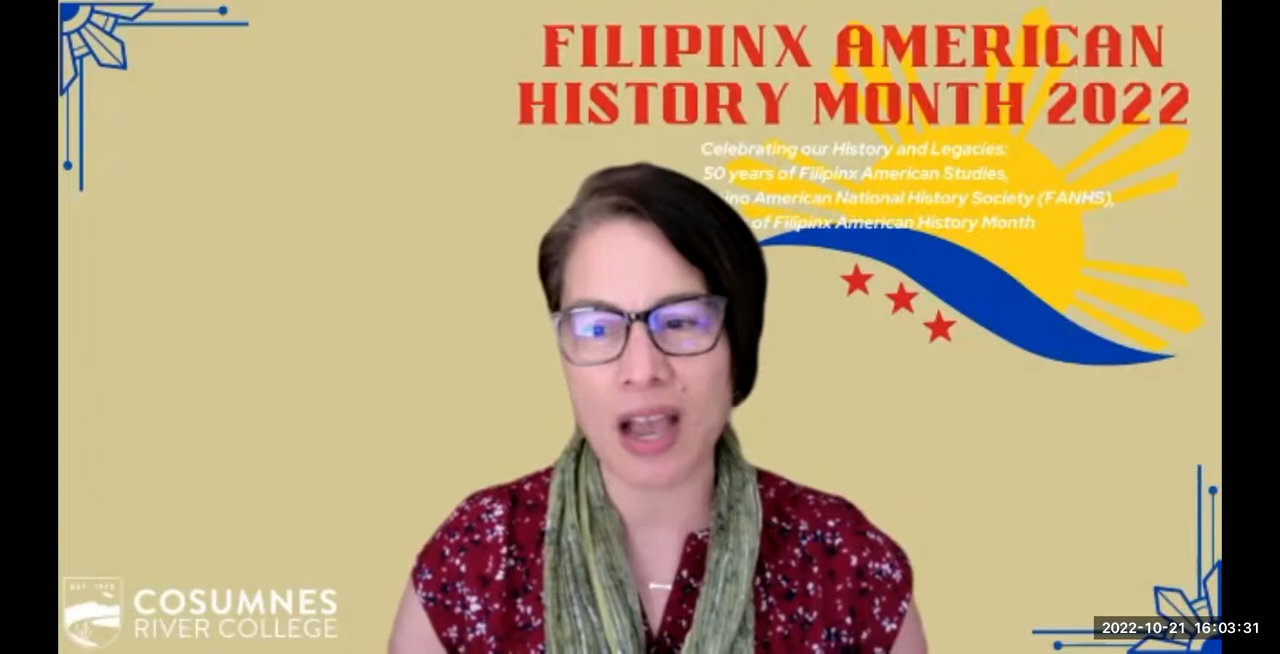 FILIPINX AMERICAN
HISTORY MONTH 2022
Celebrating our History and Legacies:
50 years of Filipinx American Studies,
ino American National History Society (FANHS),
of Filipinx American History Month
COSUMNES
RIVER COLLEGE
2022-10-21 16:03:31